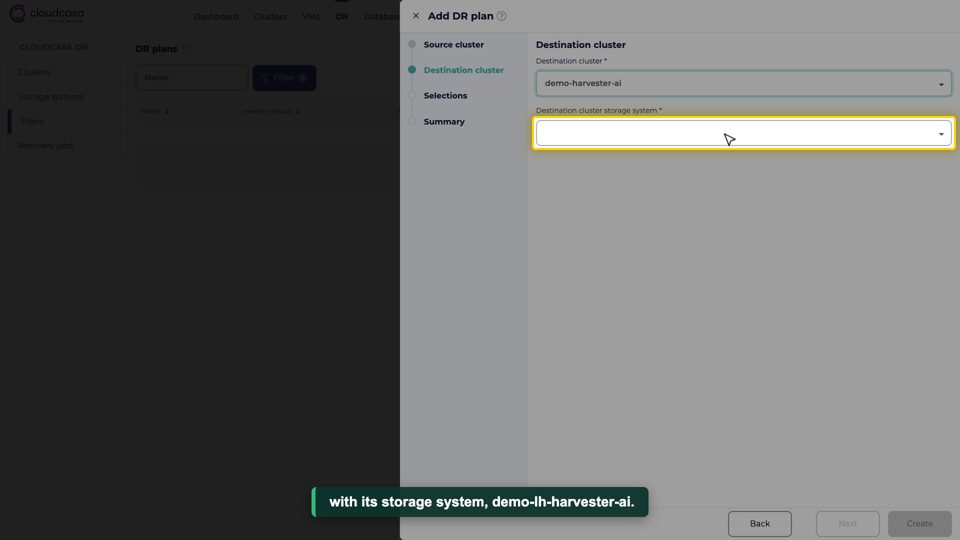 cloudcasa
Dashboard
Clusters
VMs
DR
CLOUDCASA DR
Clusters
Storage systems
Plans
Recovery jobs
DR plans
Name
Filter
Name
Inventory status
Add DR plan
Source cluster
Destination cluster
Selections
Summary
Destination cluster
Destination cluster *
demo-harvester-ai
Destination cluster storage system *
with its storage system, demo-lh-harvester-ai.
Back
Next
Create